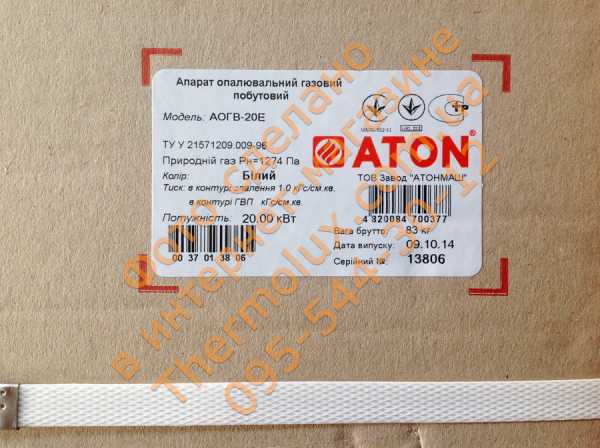 Апарат опалювальний газовий
побутовий
Модель: АОГВ-20Е
ТУ У 21571209.009-96
Природній газ Рн=1274 Па
Колір: Білий
Тиск: в контурі опалення 1.0 кГс/см.кв.
в контурі ГВП кГс/см.кв.
Потужність: 20.00 кВт
00 37 01 38 06
ATON®
ТОВ Завод "АТОНМАШ"
4 820084 700377
Вага брутто: 83 кг
Дата випуску: 09.10.14
Серійний №: 13806
фото сделано
в интернет-магазине
Thermolux.com.ua
095-544-30-12